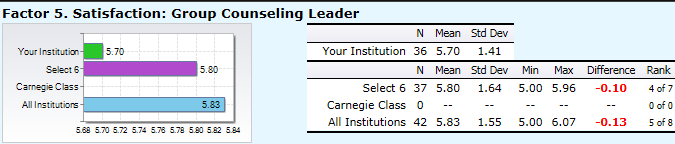 Factor 5. Satisfaction: Group Counseling Leader
Your Institution 5.70
Select 6 5.80
Carnegie Class
All Institutions 5.83
5.68 5.70 5.72 5.74 5.76 5.78 5.80 5.82 5.84
N Mean Std Dev
Your Institution 36 5.70 1.41
N Mean Std Dev Min Max Difference Rank
Select 6 37 5.80 1.64 5.00 5.96 -0.10 4 of 7
Carnegie Class 0 -- -- -- -- -- 0 of 0
All Institutions 42 5.83 1.55 5.00 6.07 -0.13 5 of 8